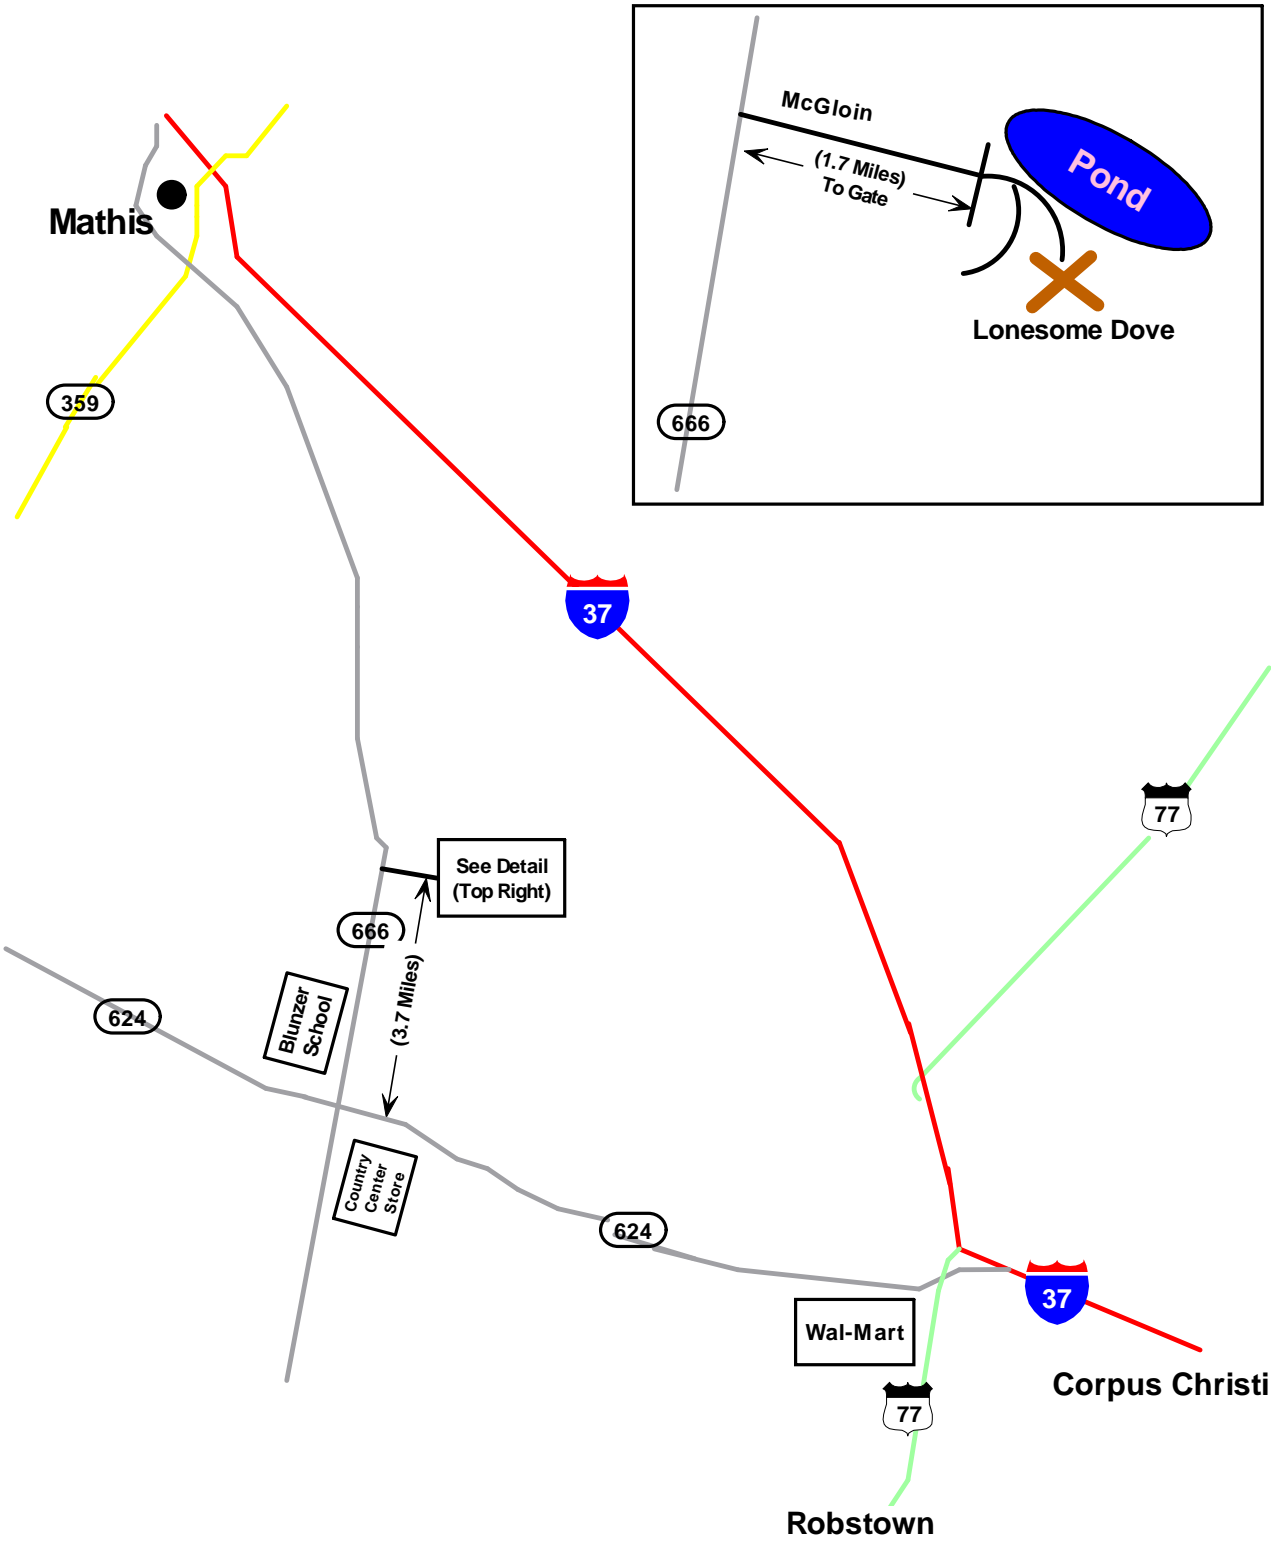 McGloin
(1.7 Miles)
To Gate
Pond
Lonesome Dove
666
Mathis
359
37
77
See Detail
(Top Right)
666
(3.7 Miles)
Blunzer
School
624
Country
Center
Store
624
37
Wal-Mart
Corpus Christi
77
Robstown